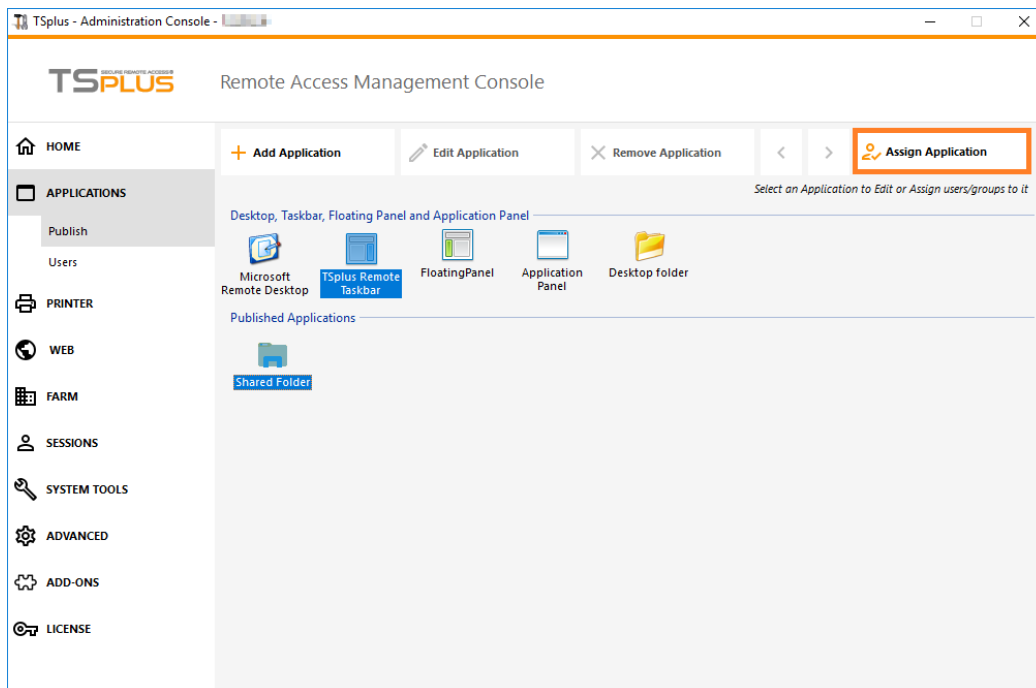 TSplus - Administration Console -
TSPLUS
SECURE REMOTE ACCESS
Remote Access Management Console
HOME
APPLICATIONS
Publish
Users
PRINTER
WEB
FARM
SESSIONS
SYSTEM TOOLS
ADVANCED
ADD-ONS
LICENSE
Add Application
Edit Application
Remove Application
Assign Application
Select an Application to Edit or Assign users/groups to it
Desktop, Taskbar, Floating Panel and Application Panel
Microsoft
Remote Desktop
TSplus Remote
Taskbar
FloatingPanel
Application
Panel
Desktop folder
Published Applications
Shared Folder